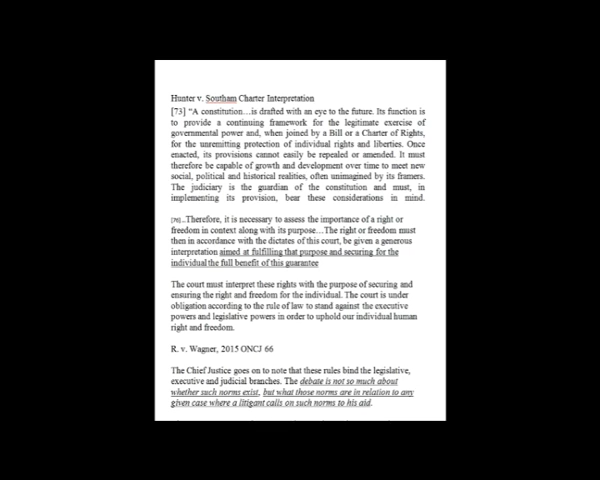 Hunter v. Southam Charter Interpretation
[73] "A constitution…is drafted with an eye to the future. Its function is
to provide a continuing framework for the legitimate exercise of
governmental power and, when joined by a Bill or a Charter of Rights,
for the unremitting protection of individual rights and liberties. Once
enacted, its provisions cannot easily be repealed or amended. It must
therefore be capable of growth and development over time to meet new
social, political and historical realities, often unimagined by its framers.
The judiciary is the guardian of the constitution and must, in
implementing its provision, bear these considerations in mind.
Therefore, it is necessary to assess the importance of a right or
freedom in context along with its purpose…The right or freedom must
then in accordance with the dictates of this court, be given a generous
interpretation aimed at fulfilling that purpose and securing for the
individual the full benefit of this guarantee
The court must interpret these rights with the purpose of securing and
ensuring the right and freedom for the individual. The court is under
obligation according to the rule of law to stand against the executive
powers and legislative powers in order to uphold our individual human
right and freedom.
R. v. Wagner, 2015 ONCJ 66
The Chief Justice goes on to note that these rules bind the legislative,
executive and judicial branches. The debate is not so much about
whether such norms exist, but what those norms are in relation to any
given case where a litigant calls on such norms to his aid.